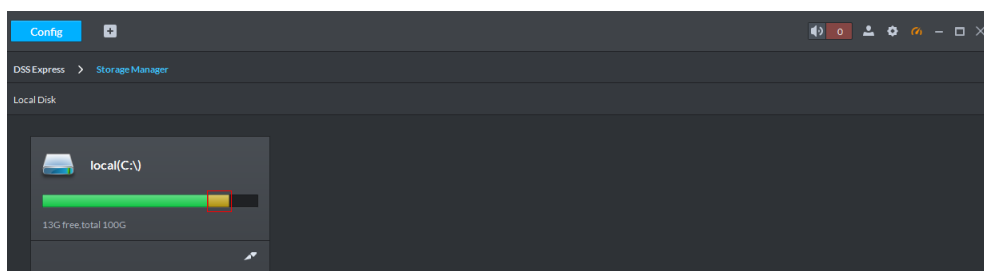 Config
0
DSS Express > Storage Manager
Local Disk
local(C:\)
13G free,total 100G